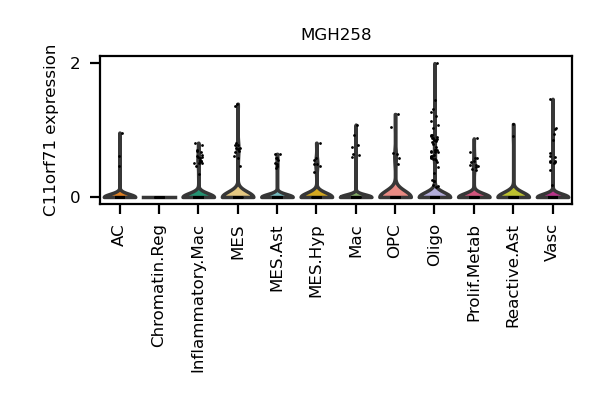 MGH258
C11orf71 expression
2
0
AC
Chromatin.Reg
Inflammatory.Mac
MES
MES.Ast
MES.Hyp
Mac
OPC
Oligo
Prolif.Metab
Reactive.Ast
Vasc